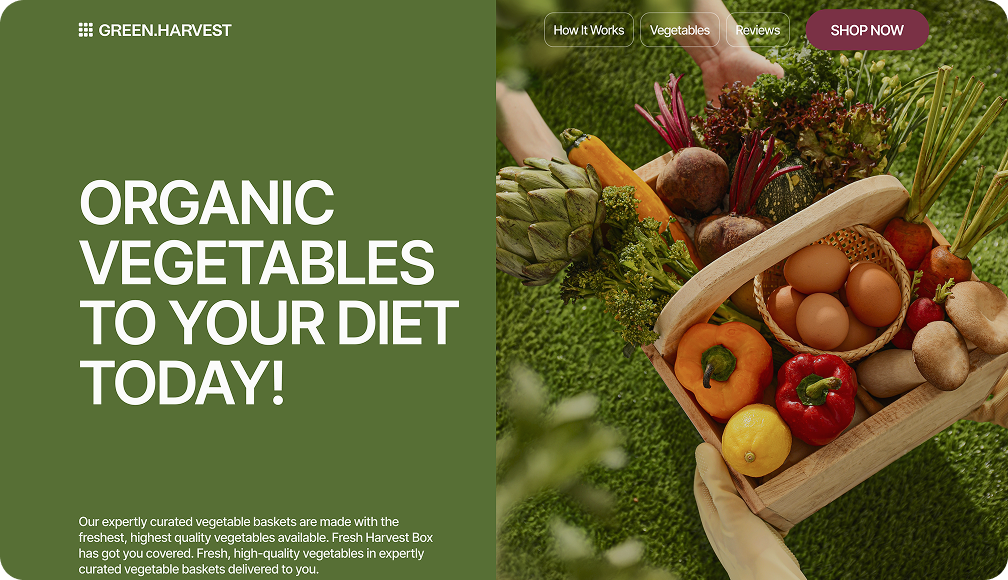 GREEN.HARVEST
How It Works
Vegetables
Reviews
SHOP NOW
ORGANIC
VEGETABLES
TO YOUR DIET
TODAY!
Our expertly curated vegetable baskets are made with the
freshest, highest quality vegetables available. Fresh Harvest Box
has got you covered. Fresh, high-quality vegetables in expertly
curated vegetable baskets delivered to you.